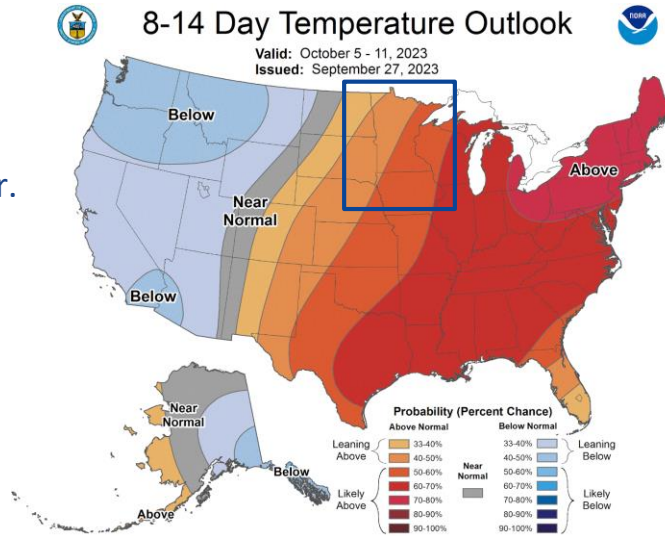 8-14 Day Temperature Outlook
Valid: October 5 - 11, 2023
Issued: September 27, 2023
NOAA
r.
Below
Near
Normal
Above
Below
Near
Normal
Below
Above
Probability (Percent Chance)
Above Normal
Below Normal
Leaning
Above
33-40%
40-50%
Likely
Above
50-60%
60-70%
70-80%
80-90%
90-100%
Near
Normal
33-40%
40-50%
Leaning
Below
50-60%
60-70%
70-80%
80-90%
90-100%
Likely
Below